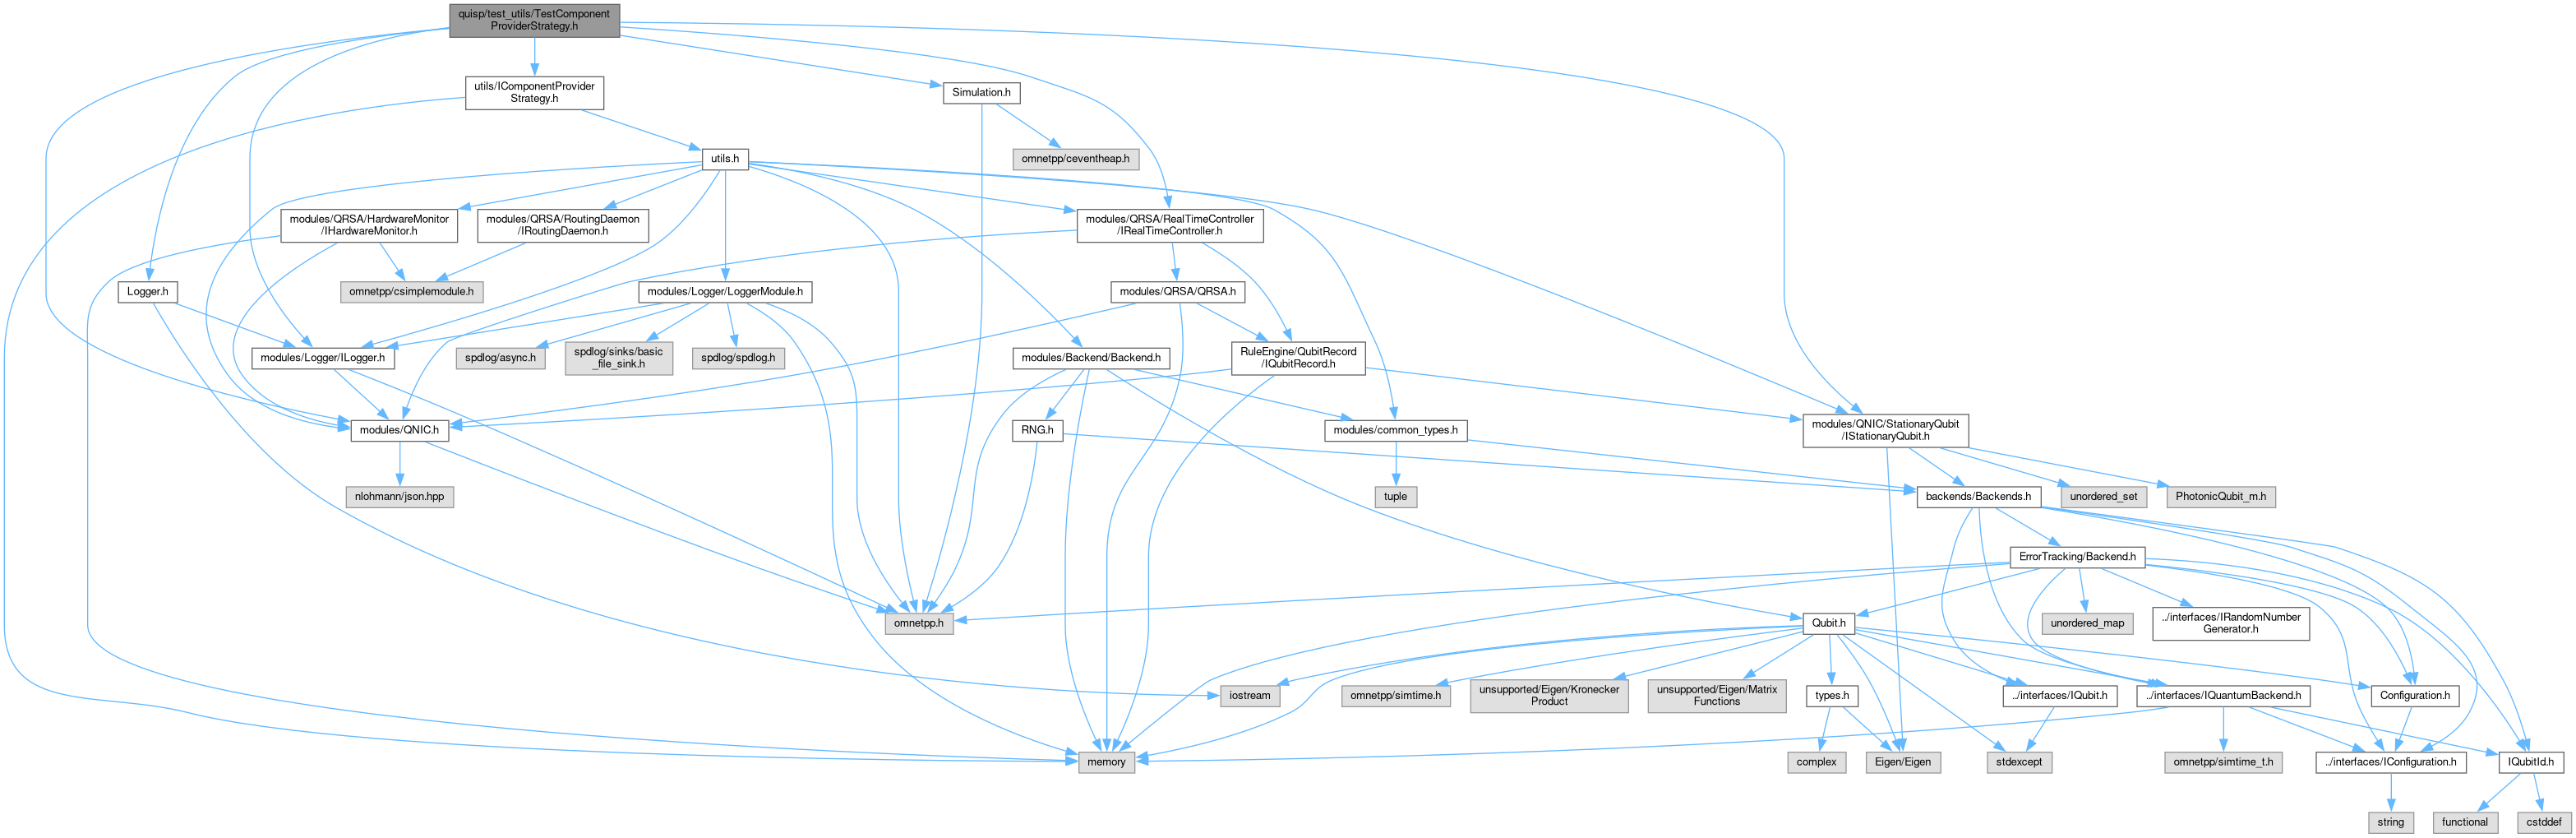 quisp/test_utils/TestComponent
ProviderStrategy.h
utils/IComponentProvider
Strategy.h
Simulation.h
utils.h
omnetpp/ceventheap.h
modules/QRSA/HardwareMonitor
/IHardwareMonitor.h
modules/QRSA/RoutingDaemon
/IRoutingDaemon.h
modules/QRSA/RealTimeController
/IRealTimeController.h
Logger.h
omnetpp/csimplemodule.h
modules/Logger/LoggerModule.h
modules/QRSA/QRSA.h
modules/Logger/ILogger.h
spdlog/async.h
spdlog/sinks/basic
_file_sink.h
spdlog/spdlog.h
modules/Backend/Backend.h
RuleEngine/QubitRecord
/IQubitRecord.h
modules/QNIC.h
RNG.h
modules/common_types.h
modules/QNIC/StationaryQubit
/IStationaryQubit.h
nlohmann/json.hpp
tuple
backends/Backends.h
unordered_set
PhotonicQubit_m.h
ErrorTracking/Backend.h
omnetpp.h
Qubit.h
unordered_map
../interfaces/IRandomNumber
Generator.h
iostream
omnetpp/simtime.h
unsupported/Eigen/Kronecker
Product
unsupported/Eigen/Matrix
Functions
types.h
../interfaces/IQubit.h
../interfaces/IQuantumBackend.h
Configuration.h
memory
complex
Eigen/Eigen
stdexcept
omnetpp/simtime_t.h
../interfaces/IConfiguration.h
IQubitId.h
string
functional
cstddef